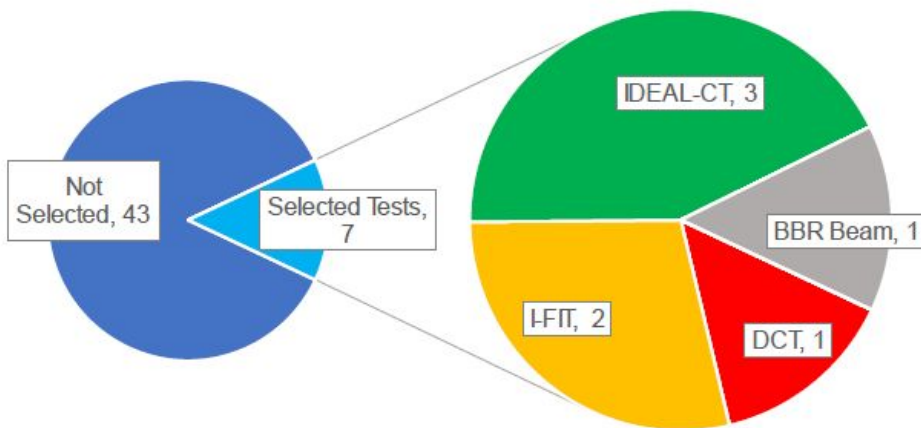 Not
Selected, 43
Selected Tests,
7
IDEAL-CT, 3
BBR Beam, 1
DCT, 1
I-FIT, 2